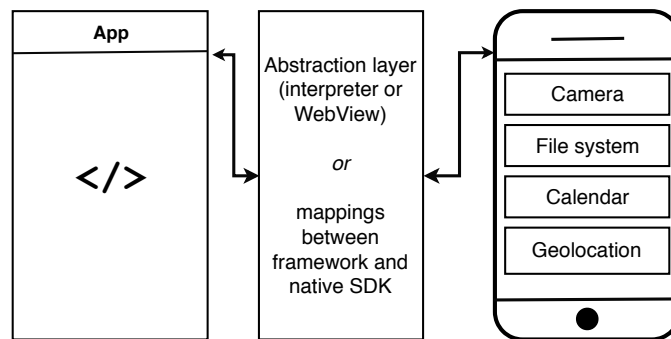 App
</>
Abstraction layer
(interpreter or
WebView)
or
mappings
between
framework and
native SDK
Camera
File system
Calendar
Geolocation